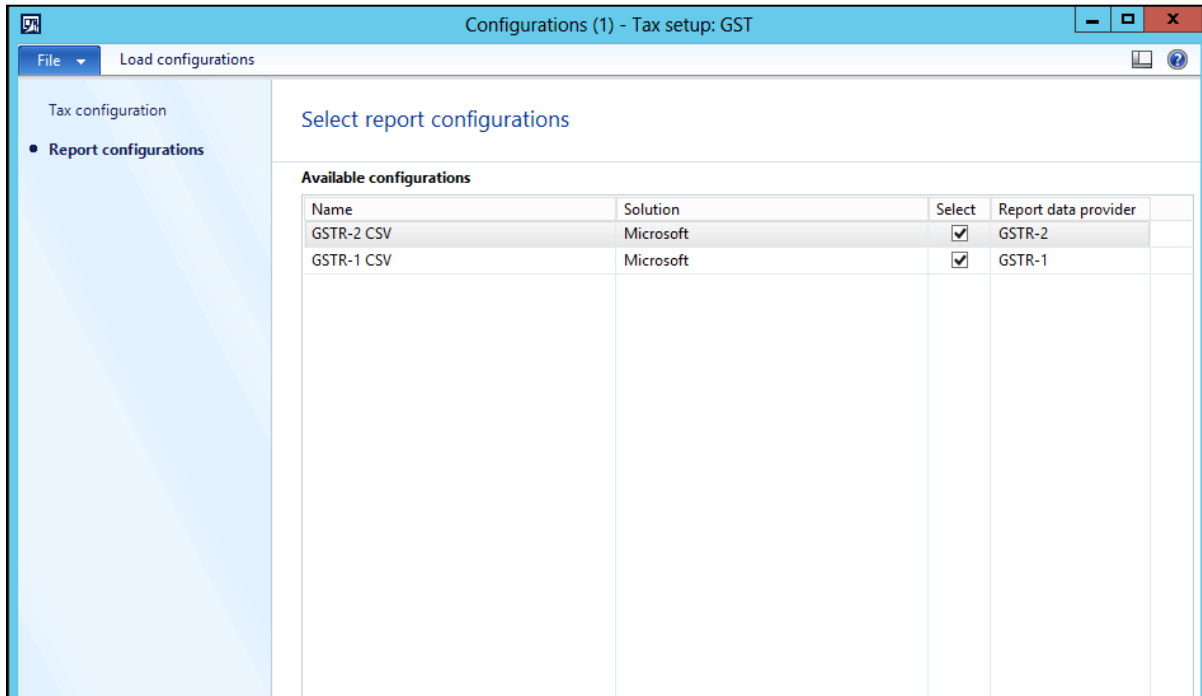 Configurations (1) - Tax setup: GST
File Load configurations
Tax configuration
Report configurations
Select report configurations
Available configurations
Name Solution Select Report data provider
GSTR-2 CSV Microsoft GSTR-2
GSTR-1 CSV Microsoft GSTR-1